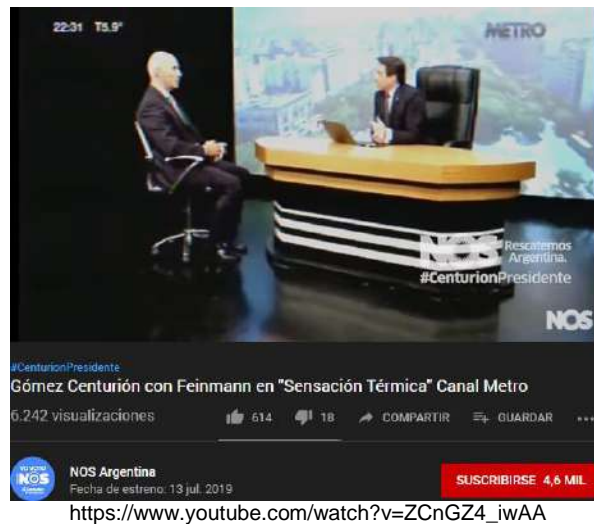 22:31 T5.9°
METRO
NOS Rescatemos
Argentina.
#CenturionPresidente
NOS
#CenturionPresidente
Gómez Centurión con Feinmann en "Sensación Térmica" Canal Metro
6.242 visualizaciones 614 18 COMPARTIR GUARDAR ...
NOS
NOS Argentina
Fecha de estreno: 13 jul. 2019
SUSCRIBIRSE 4,6 MIL
https://www.youtube.com/watch?v=ZCnGZ4_iwAA